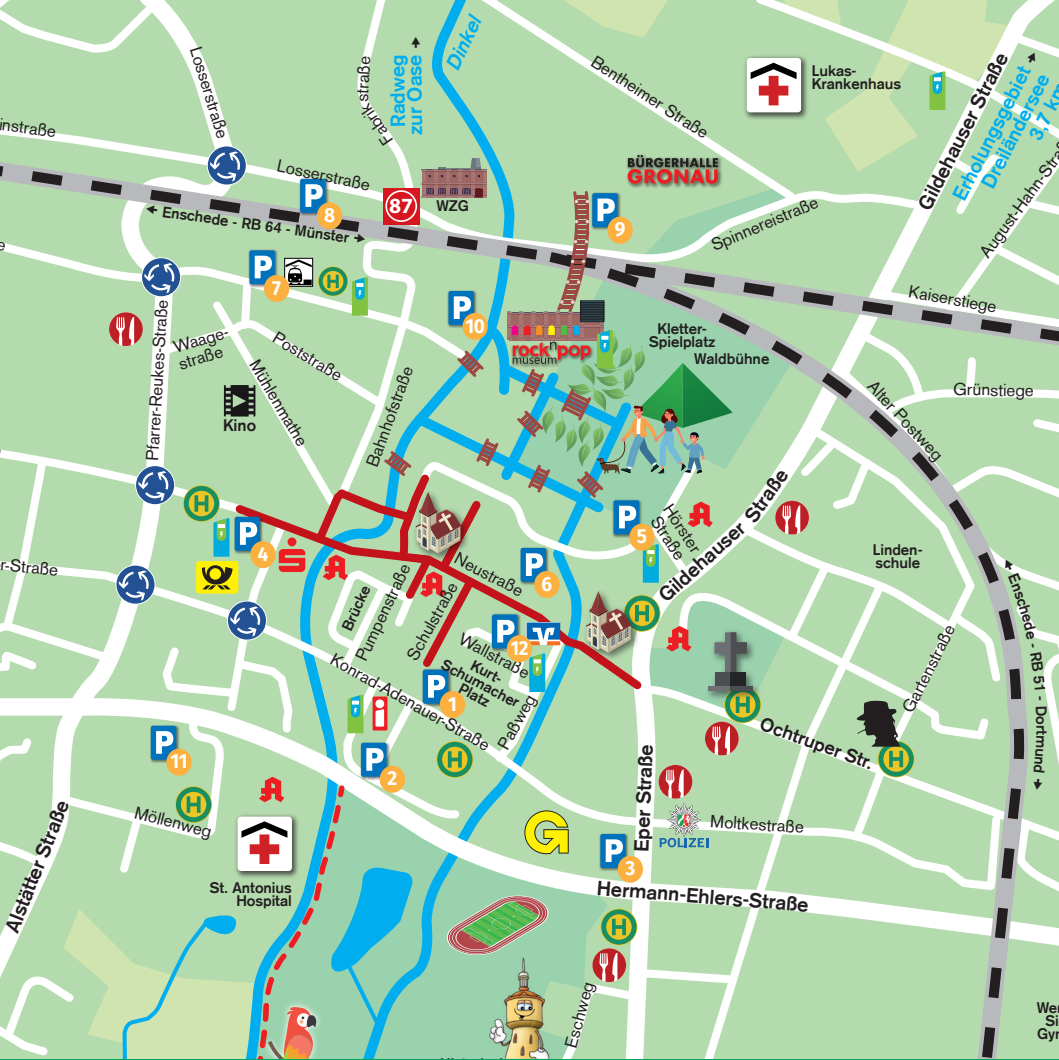 Losserstraße
Fabrikstraße
Radweg
zur Oase
Dinkel
Bentheimer Straße
Lukas-
Krankenhaus
Gildehauser Straße
Erholungsgebiet
Dreiländersee
3,7 km
August-Hahn-Straße
instraße
Losserstraße
P
8
87
WZG
BÜRGERHALLE
GRONAU
P
9
Spinnereistraße
Enschede - RB 64 - Münster
P
7
H
P
10
rock'n'pop
museum
Kletter-
Spielplatz
Waldbühne
Kaiserstiege
Grünstiege
Alter Postweg
Pfarrer-Reukes-Straße
Waage-
straße
Poststraße
Mühlenmathe
Kino
Bahnhofstraße
H
P
4
P
5
Hörster
Straße
Gildehauser Straße
Linden-
schule
r-Straße
Brücke
Pumpenstraße
Schulstraße
Neustraße
P
6
P
12
Wallstraße
Kurt-
Schumacher
Platz
H
Enschede - RB 51 - Dortmund
Gartenstraße
Konrad-Adenauer-Straße
P
1
Paßweg
H
Ochtruper Str.
H
P
11
P
2
H
i
H
Möllenweg
Eper Straße
G
P
3
POLIZEI
Moltkestraße
Alstätter Straße
St. Antonius
Hospital
Hermann-Ehlers-Straße
H
Eschweg